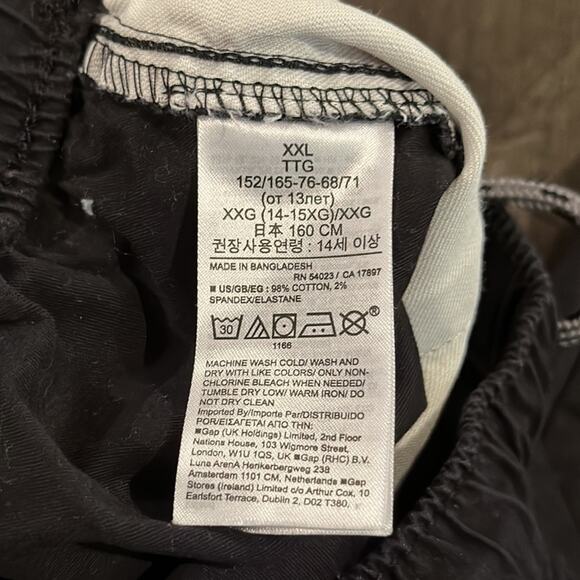 XXL
TTG
152/165-76-68/71
(от 13лет)
XXG (14-15XG)/XXG
日本 160 CM
권장사용연령 : 14세 이상
MADE IN BANGLADESH
RN 54023 / CA 17897
■ US/GB/EG : 98% COTTON, 2%
SPANDEX/ELASTANE
30
1166
MACHINE WASH COLD/ WASH AND
DRY WITH LIKE COLORS/ ONLY NON-
CHLORINE BLEACH WHEN NEEDED/
TUMBLE DRY LOW/ WARM IRON/ DO
NOT DRY CLEAN
Imported By/Importe Par/DISTRIBUIDO
POR/ΕΙΣΑΓΕΤΑΙ ΑΠΟ ΤΗΝ:
■Gap (UK Holdings) Limited, 2nd Floor
Nations House, 103 Wigmore Street,
London, W1U 1QS, UK ■Gap (RHC) B.V.
Luna ArenA Herikerbergweg 238
Amsterdam 1101 CM, Netherlands ■Gap
Stores (Ireland) Limited c/o Arthur Cox, 10
Earlsfort Terrace, Dublin 2, D02 T380,